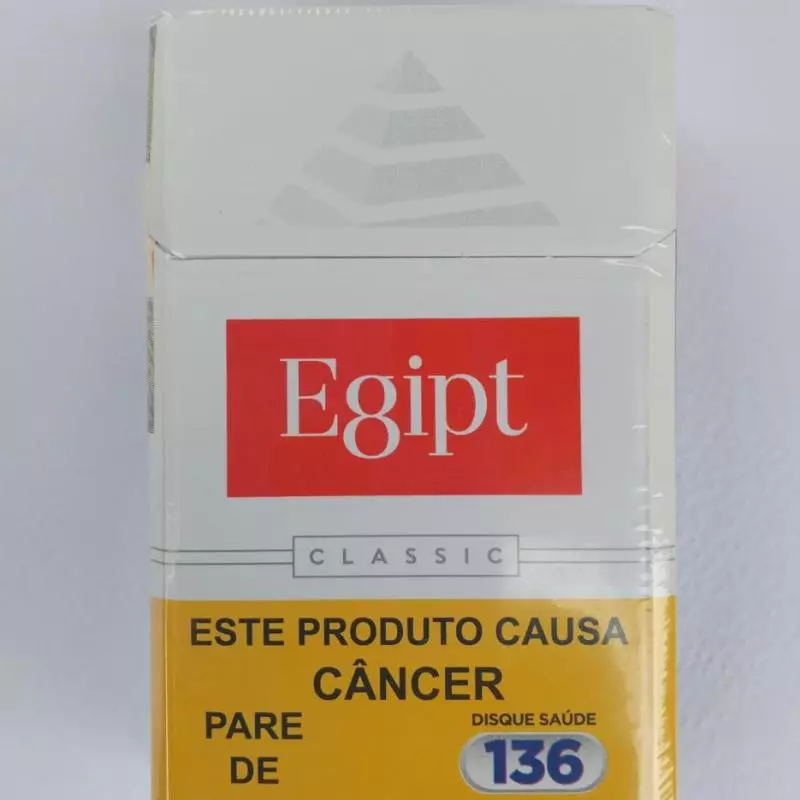 Egipt
CLASSIC
ESTE PRODUTO CAUSA
CÂNCER
PARE
DE
DISQUE SAÚDE
136